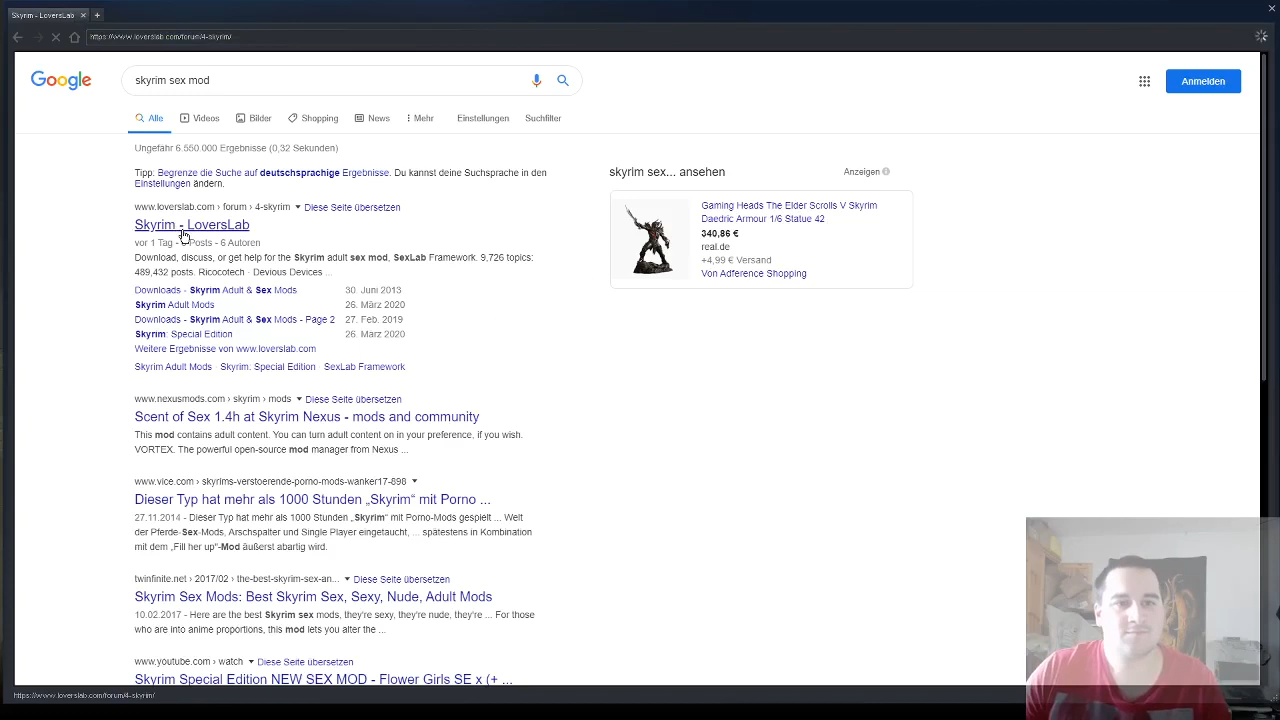 Skyrim - LoversLab
https://www.loverslab.com/forum/4-skyrim/
Google
skyrim sex mod
Anmelden
Alle
Videos
Bilder
Shopping
News
Mehr
Einstellungen
Suchfilter
Ungefähr 6.550.000 Ergebnisse (0,32 Sekunden)
Tipp: Begrenze die Suche auf deutschsprachige Ergebnisse. Du kannst deine Suchsprache in den
Einstellungen ändern.
www.loverslab.com › forum › 4-skyrim Diese Seite übersetzen
Skyrim - LoversLab
vor 1 Tag - Posts - 6 Autoren
Download, discuss, or get help for the Skyrim adult sex mod, SexLab Framework. 9,726 topics:
489,432 posts. Ricocotech · Devious Devices ...
Downloads - Skyrim Adult & Sex Mods 30. Juni 2013
Skyrim Adult Mods 26. März 2020
Downloads - Skyrim Adult & Sex Mods - Page 2 27. Feb. 2019
Skyrim: Special Edition 26. März 2020
Weitere Ergebnisse von www.loverslab.com
Skyrim Adult Mods Skyrim: Special Edition SexLab Framework
www.nexusmods.com › skyrim › mods Diese Seite übersetzen
Scent of Sex 1.4h at Skyrim Nexus - mods and community
This mod contains adult content. You can turn adult content on in your preference, if you wish.
VORTEX. The powerful open-source mod manager from Nexus ...
www.vice.com › skyrims-verstoerende-porno-mods-wanker17-898
Dieser Typ hat mehr als 1000 Stunden „Skyrim“ mit Porno ...
27.11.2014 - Dieser Typ hat mehr als 1000 Stunden „Skyrim“ mit Porno-Mods gespielt ... Welt
der Pferde-Sex-Mods, Arschspalter und Single Player eingetaucht, ... spätestens in Kombination
mit dem „Fill her up“-Mod äußerst abartig wird.
twinfinite.net › 2017/02 › the-best-skyrim-sex-an... Diese Seite übersetzen
Skyrim Sex Mods: Best Skyrim Sex, Sexy, Nude, Adult Mods
10.02.2017 - Here are the best Skyrim sex mods, they're sexy, they're nude, they're ... For those
who are into anime proportions, this mod lets you alter the ...
www.youtube.com › watch Diese Seite übersetzen
Skyrim Special Edition NEW SEX MOD - Flower Girls SE x (+ ...
skyrim sex... ansehen
Anzeigen
Gaming Heads The Elder Scrolls V Skyrim
Daedric Armour 1/6 Statue 42
340,86 €
real.de
+4,99 € Versand
Von Adference Shopping
https://www.loverslab.com/forum/4-skyrim/